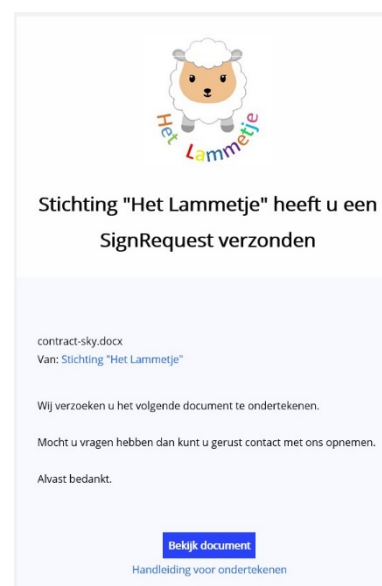 Het Lammetje
Stichting "Het Lammetje" heeft u een
SignRequest verzonden
contract-sky.docx
Van: Stichting "Het Lammetje"
Wij verzoeken u het volgende document te ondertekenen.
Mocht u vragen hebben dan kunt u gerust contact met ons opnemen.
Alvast bedankt.
Bekijk document
Handleiding voor ondertekenen